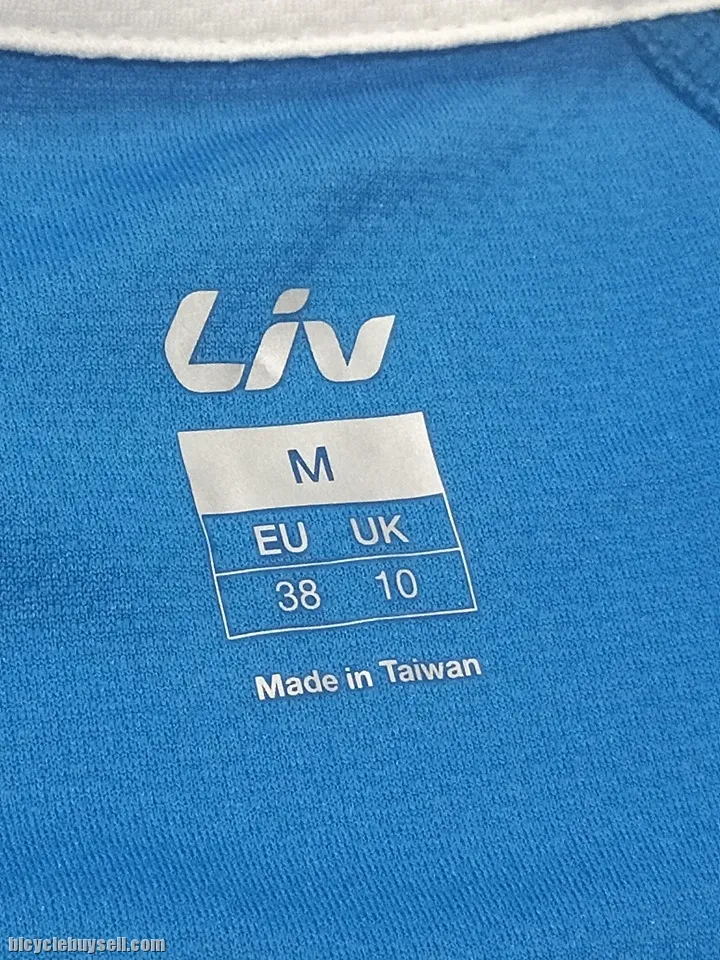 Liv
M
EU UK
38 10
Made in Taiwan
bicyclebuysell.com